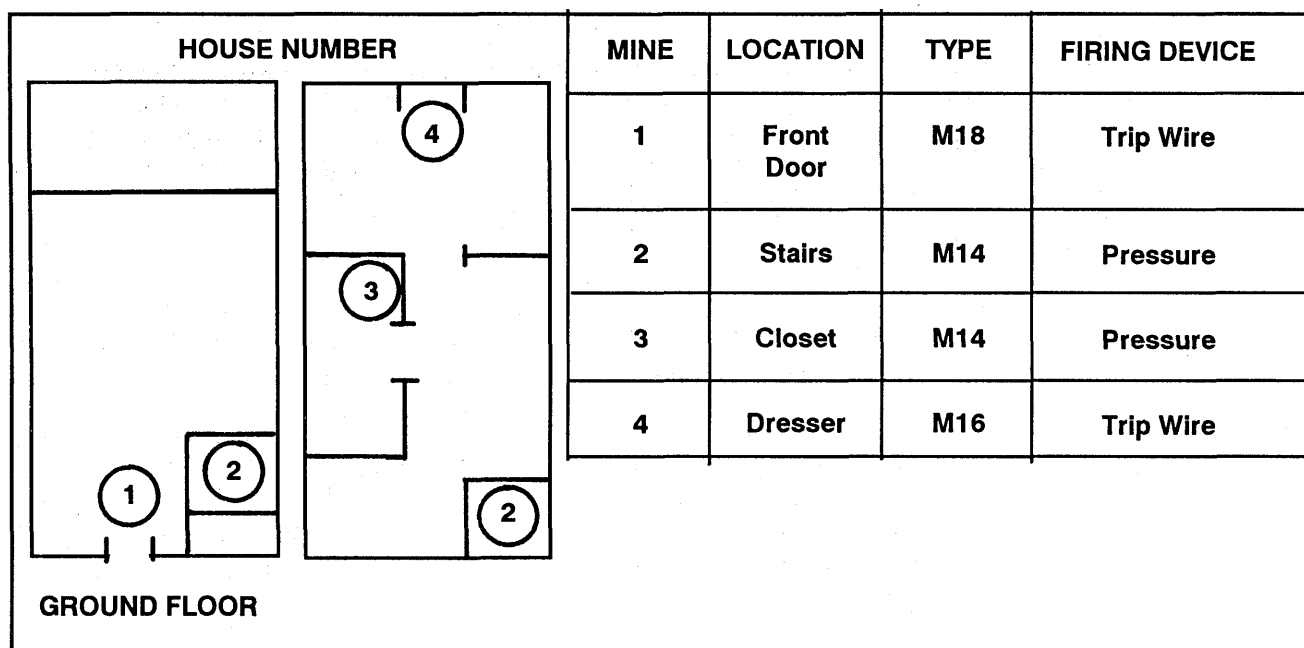 HOUSE NUMBER
4
3
2
1
2
GROUND FLOOR
MINE LOCATION TYPE FIRING DEVICE
1 Front Door M18 Trip Wire
2 Stairs M14 Pressure
3 Closet M14 Pressure
4 Dresser M16 Trip Wire